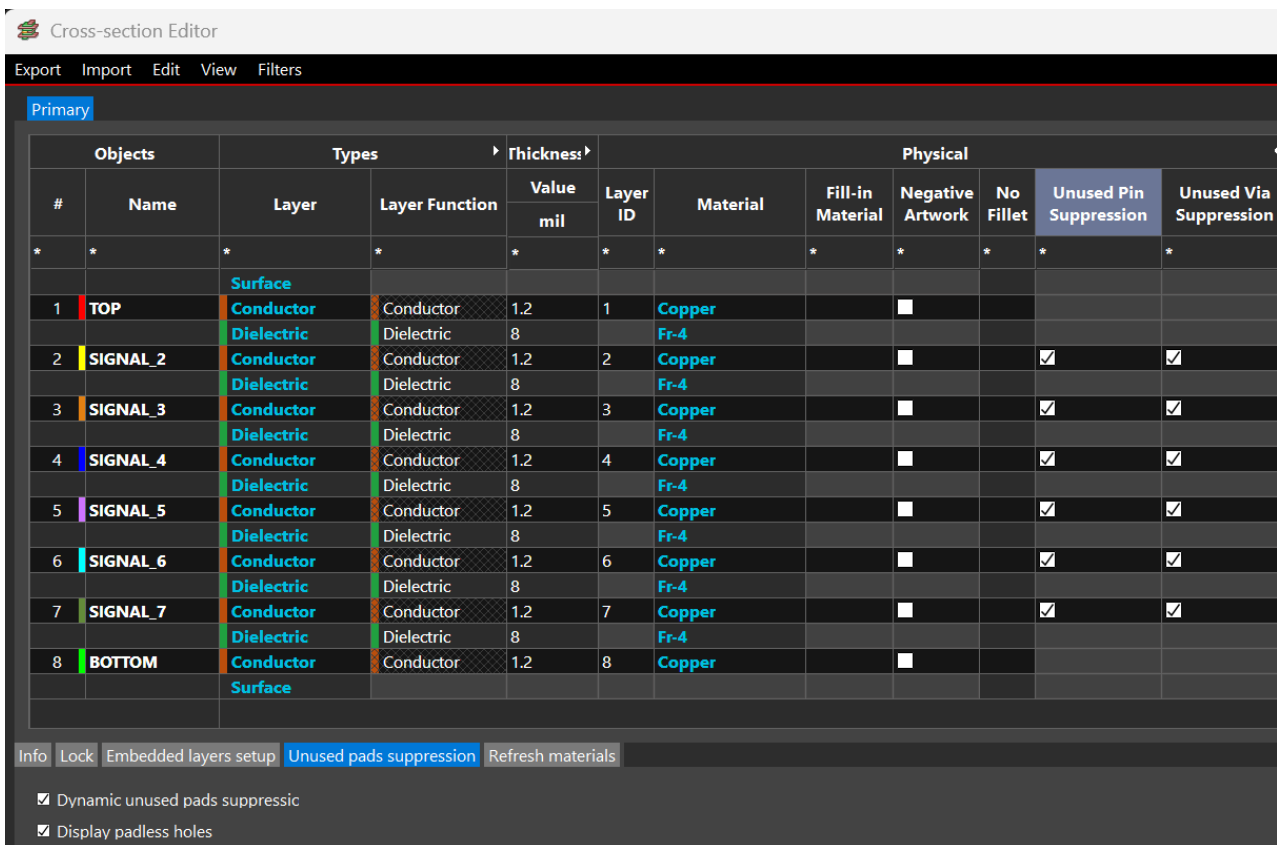 Cross-section Editor
Export Import Edit View Filters
Primary
Objects Types Thickness Physical
# Name Layer Layer Function Value mil Layer ID Material Fill-in Material Negative Artwork No Fillet Unused Pin Suppression Unused Via Suppression
* * * * * * * * * * * *
Surface
1 TOP Conductor Conductor 1.2 1 Copper
Dielectric Dielectric 8 Fr-4
2 SIGNAL_2 Conductor Conductor 1.2 2 Copper
Dielectric Dielectric 8 Fr-4
3 SIGNAL_3 Conductor Conductor 1.2 3 Copper
Dielectric Dielectric 8 Fr-4
4 SIGNAL_4 Conductor Conductor 1.2 4 Copper
Dielectric Dielectric 8 Fr-4
5 SIGNAL_5 Conductor Conductor 1.2 5 Copper
Dielectric Dielectric 8 Fr-4
6 SIGNAL_6 Conductor Conductor 1.2 6 Copper
Dielectric Dielectric 8 Fr-4
7 SIGNAL_7 Conductor Conductor 1.2 7 Copper
Dielectric Dielectric 8 Fr-4
8 BOTTOM Conductor Conductor 1.2 8 Copper
Surface
Info Lock Embedded layers setup Unused pads suppression Refresh materials
Dynamic unused pads suppressic
Display padless holes